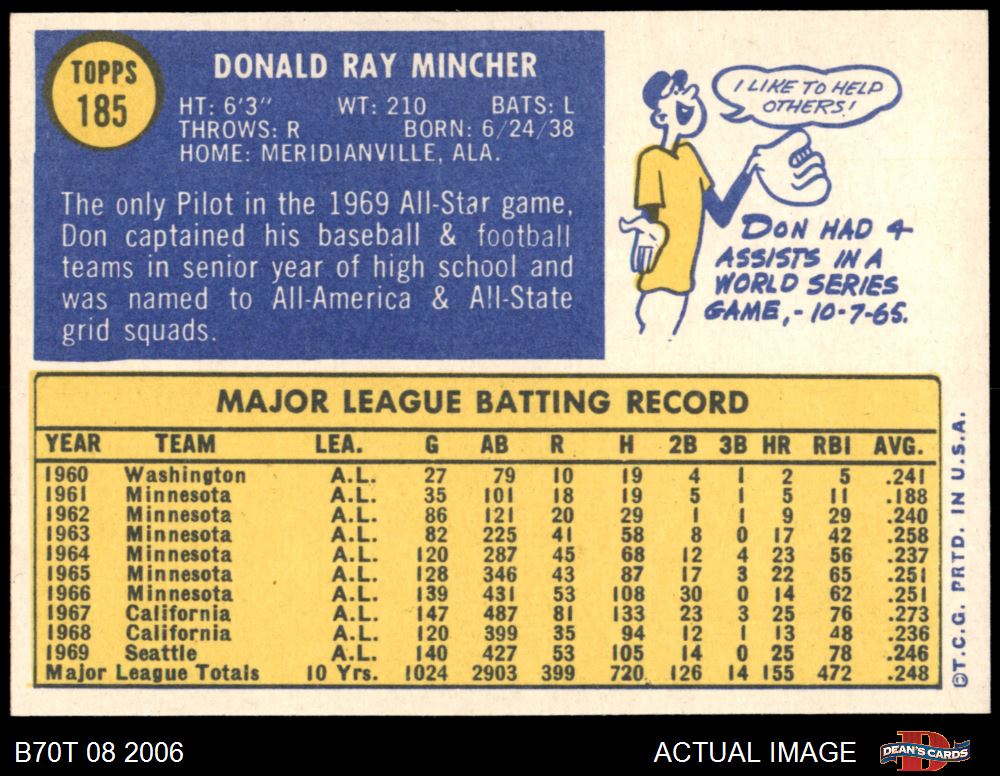 TOPPS
185
DONALD RAY MINCHER
HT: 6'3" WT: 210 BATS: L
THROWS: R BORN: 6/24/38
HOME: MERIDIANVILLE, ALA.
The only Pilot in the 1969 All-Star game,
Don captained his baseball & football
teams in senior year of high school and
was named to All-America & All-State
grid squads.
I LIKE TO HELP
OTHERS!
DON HAD 4
ASSISTS IN A
WORLD SERIES
GAME,- 10-7-65.
MAJOR LEAGUE BATTING RECORD
YEAR TEAM LEA. G AB R H 2B 3B HR RBI AVG.
1960 Washington A.L. 27 79 10 19 4 1 2 5 .241
1961 Minnesota A.L. 35 101 18 19 5 1 5 11 .188
1962 Minnesota A.L. 86 121 20 29 1 1 9 29 .240
1963 Minnesota A.L. 82 225 41 58 8 0 17 42 .258
1964 Minnesota A.L. 120 287 45 68 12 4 23 56 .237
1965 Minnesota A.L. 128 346 43 87 17 3 22 65 .251
1966 Minnesota A.L. 139 431 53 108 30 0 14 62 .251
1967 California A.L. 147 487 81 133 23 3 25 76 .273
1968 California A.L. 120 399 35 94 12 1 13 48 .236
1969 Seattle A.L. 140 427 53 105 14 0 25 78 .246
Major League Totals 10 Yrs. 1024 2903 399 720 126 14 155 472 .248
©T.C.G. PRTD. IN U.S.A.
B70T 08 2006
ACTUAL IMAGE
DEAN'S CARDS